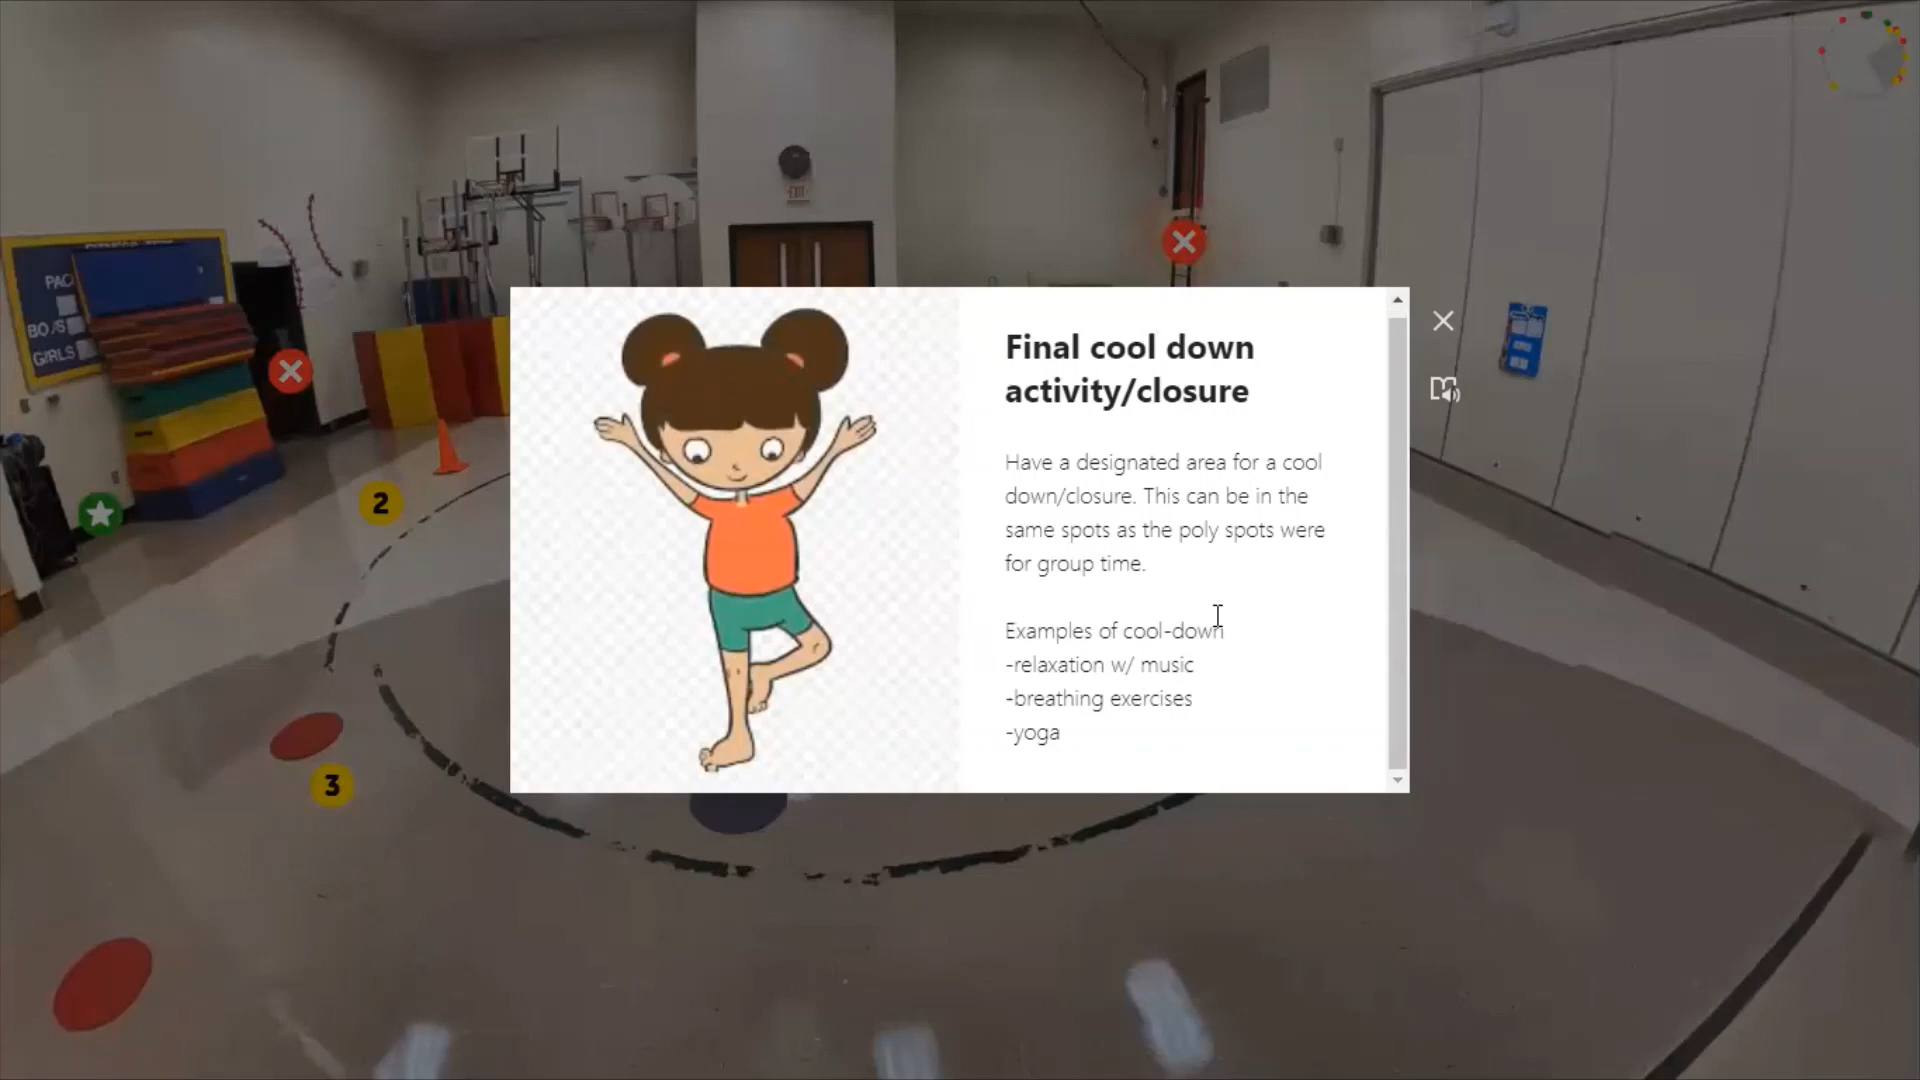 EXIT
PAC
BO/S
GIRLS
2
3
Final cool down
activity/closure
Have a designated area for a cool
down/closure. This can be in the
same spots as the poly spots were
for group time.
Examples of cool-down
-relaxation w/ music
-breathing exercises
-yoga